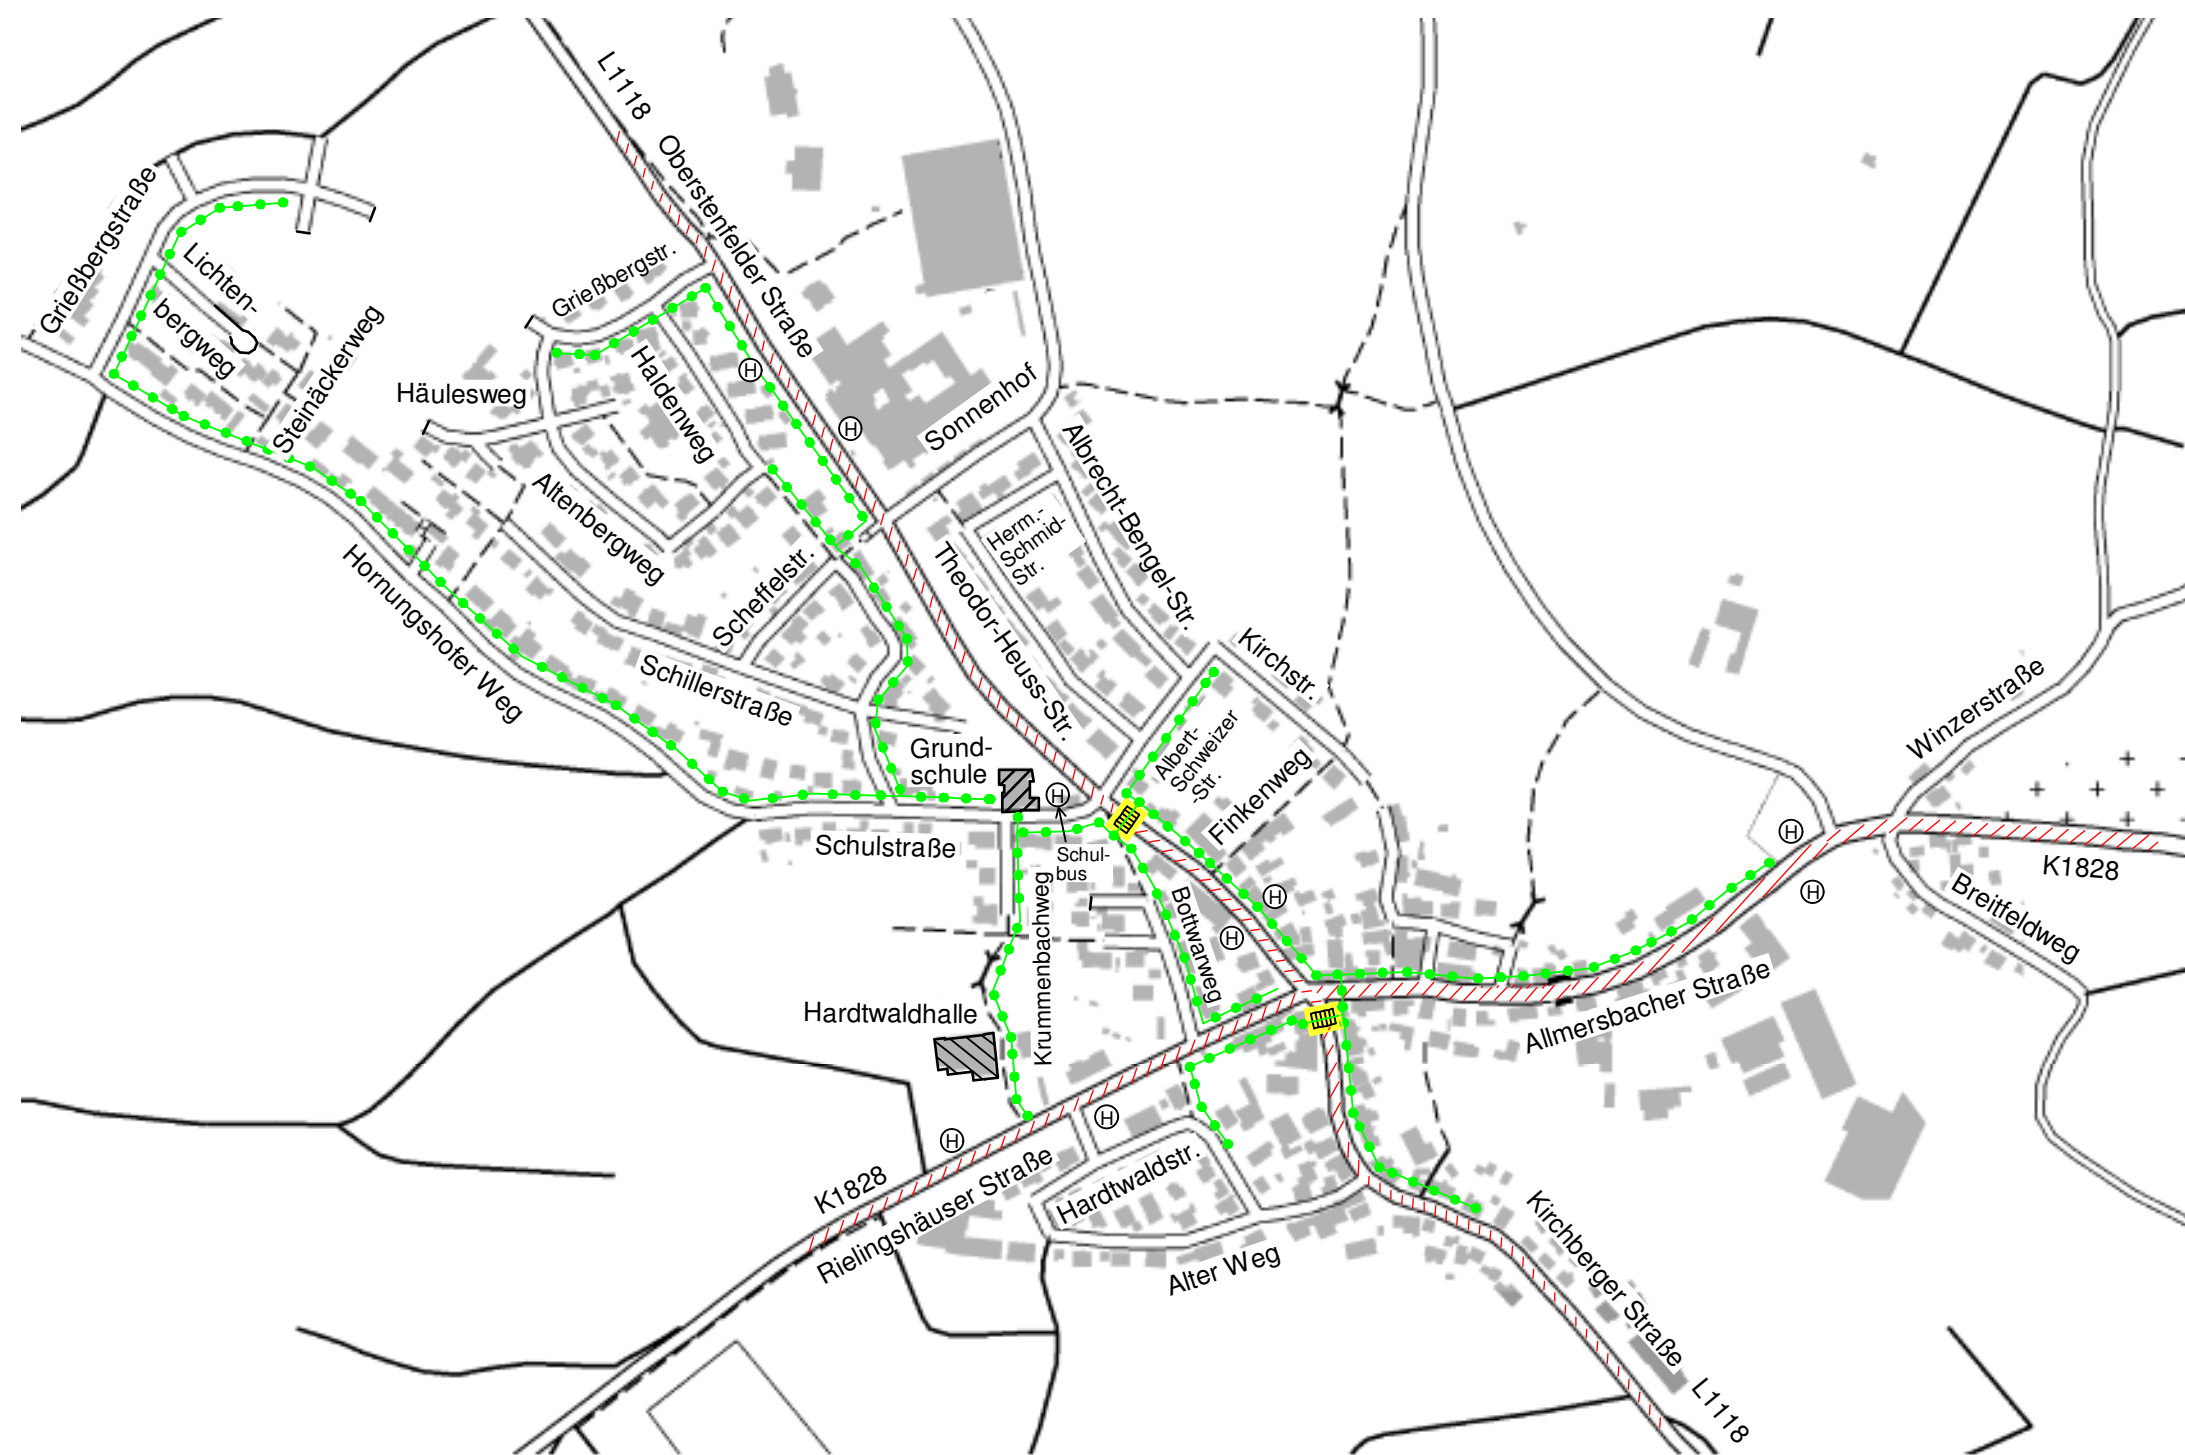 L1118
Oberstenfelder Straße
Grießbergstraße
Lichten-
bergweg
Steinäckerweg
Grießbergstr.
Haldenweg
Häulesweg
Altenbergweg
H
H
Sonnenhof
Albrecht-Bengel-Str.
Herm.-
Schmid-
Str.
Theodor-Heuss-Str.
Scheffelstr.
Schillerstraße
Hornungshofer Weg
Kirchstr.
Albert-
Schweizer
-Str.
Finkenweg
Grund-
schule
H
Schul-
bus
Schulstraße
Krummenbachweg
Bottwarweg
H
H
Winzerstraße
H
H
K1828
Breitfeldweg
Allmersbacher Straße
Hardtwaldhalle
H
H
K1828
Rielingshäuser Straße
Hardtwaldstr.
Alter Weg
Kirchberger Straße
L1118